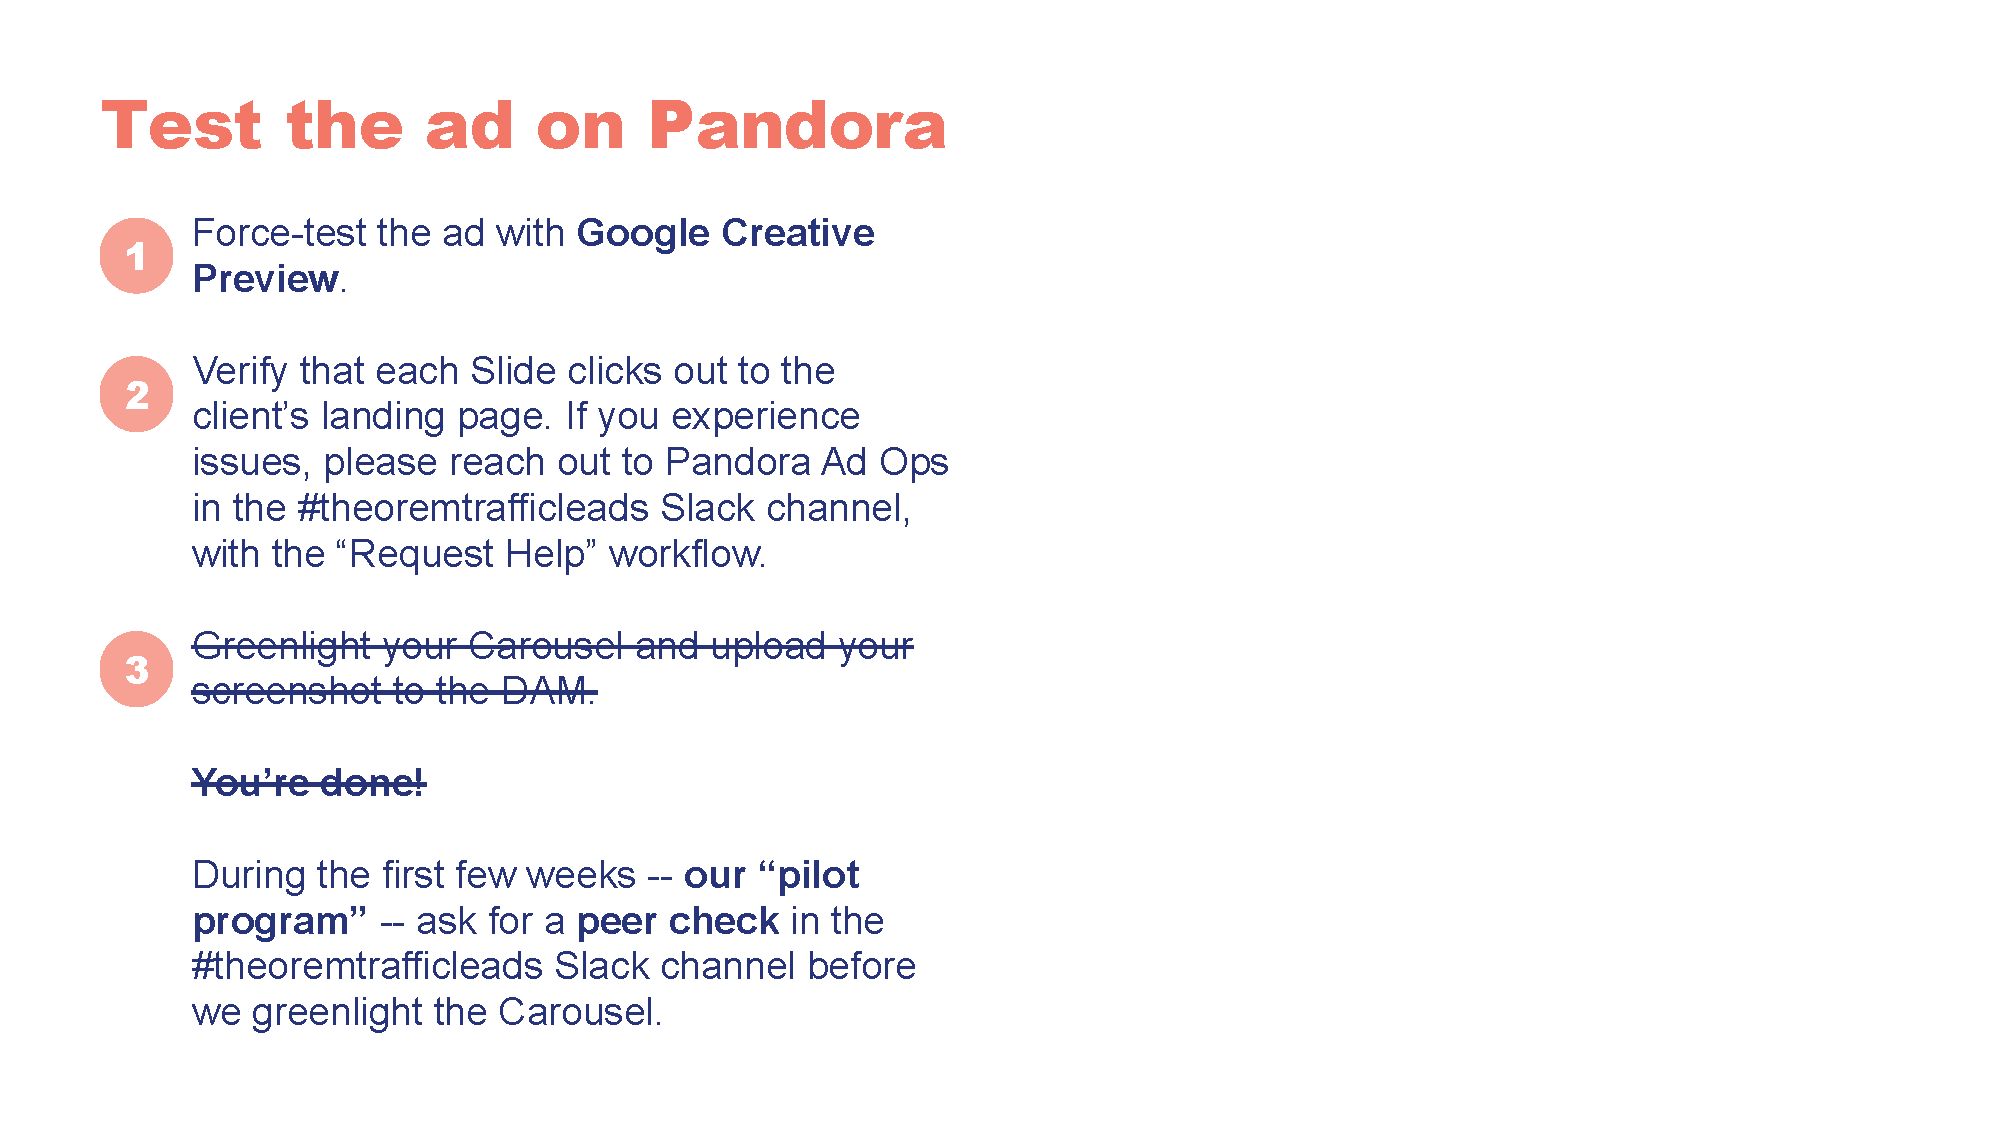 Test the ad on Pandora
1
Force-test the ad with Google Creative
Preview.
2
Verify that each Slide clicks out to the
client’s landing page. If you experience
issues, please reach out to Pandora Ad Ops
in the #theoremtrafficleads Slack channel,
with the “Request Help” workflow.
3
Greenlight your Carousel and upload your
screenshot to the DAM.
You’re done!
During the first few weeks -- our “pilot
program” -- ask for a peer check in the
#theoremtrafficleads Slack channel before
we greenlight the Carousel.